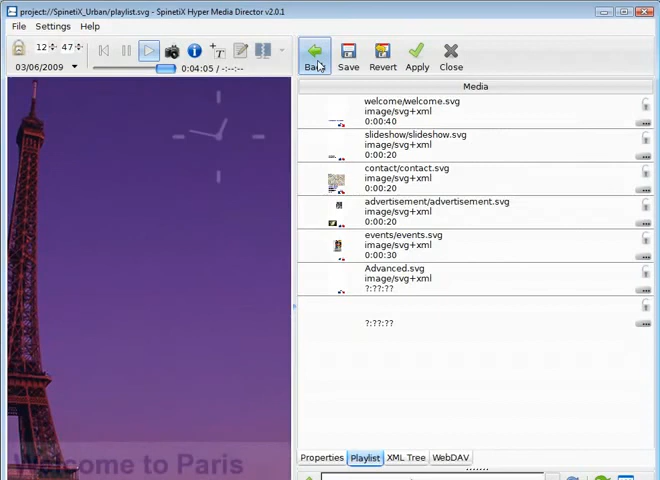 project://SpinetiX_Urban/playlist.svg - SpinetiX Hyper Media Director v2.0.1
File Settings Help
12 47
T
03/06/2009 0:04:05 / -:--:--
Back Save Revert Apply Close
Media
welcome/welcome.svg
image/svg+xml
0:00:40
slideshow/slideshow.svg
image/svg+xml
0:00:20
contact/contact.svg
image/svg+xml
0:00:20
advertisement/advertisement.svg
image/svg+xml
0:00:20
events/events.svg
image/svg+xml
0:00:30
Advanced.svg
image/svg+xml
?:??:??
?:??:??
Welcome to Paris
Properties Playlist XML Tree WebDAV